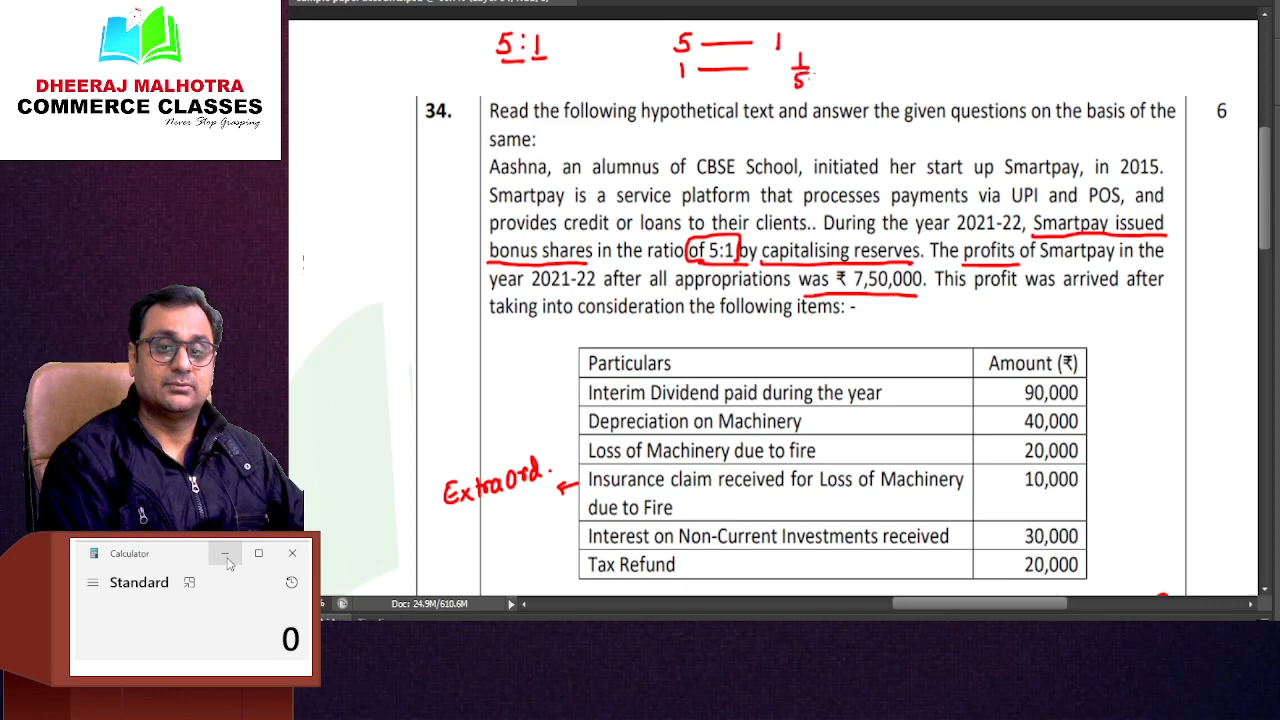 5:1
5 — 1
1 — 1/5
DHEERAJ MALHOTRA
COMMERCE CLASSES
Never Stop Grasping
34.
Read the following hypothetical text and answer the given questions on the basis of the
same:
6
Aashna, an alumnus of CBSE School, initiated her start up Smartpay, in 2015.
Smartpay is a service platform that processes payments via UPI and POS, and
provides credit or loans to their clients.. During the year 2021-22, Smartpay issued
bonus shares in the ratio of 5:1 by capitalising reserves. The profits of Smartpay in the
year 2021-22 after all appropriations was ₹ 7,50,000. This profit was arrived after
taking into consideration the following items: -
Particulars Amount (₹)
Interim Dividend paid during the year 90,000
Depreciation on Machinery 40,000
Loss of Machinery due to fire 20,000
ExtraOrd.
Insurance claim received for Loss of Machinery 10,000
due to Fire
Interest on Non-Current Investments received 30,000
Tax Refund 20,000
Calculator
Standard
0
Doc: 24.9M/610.6M